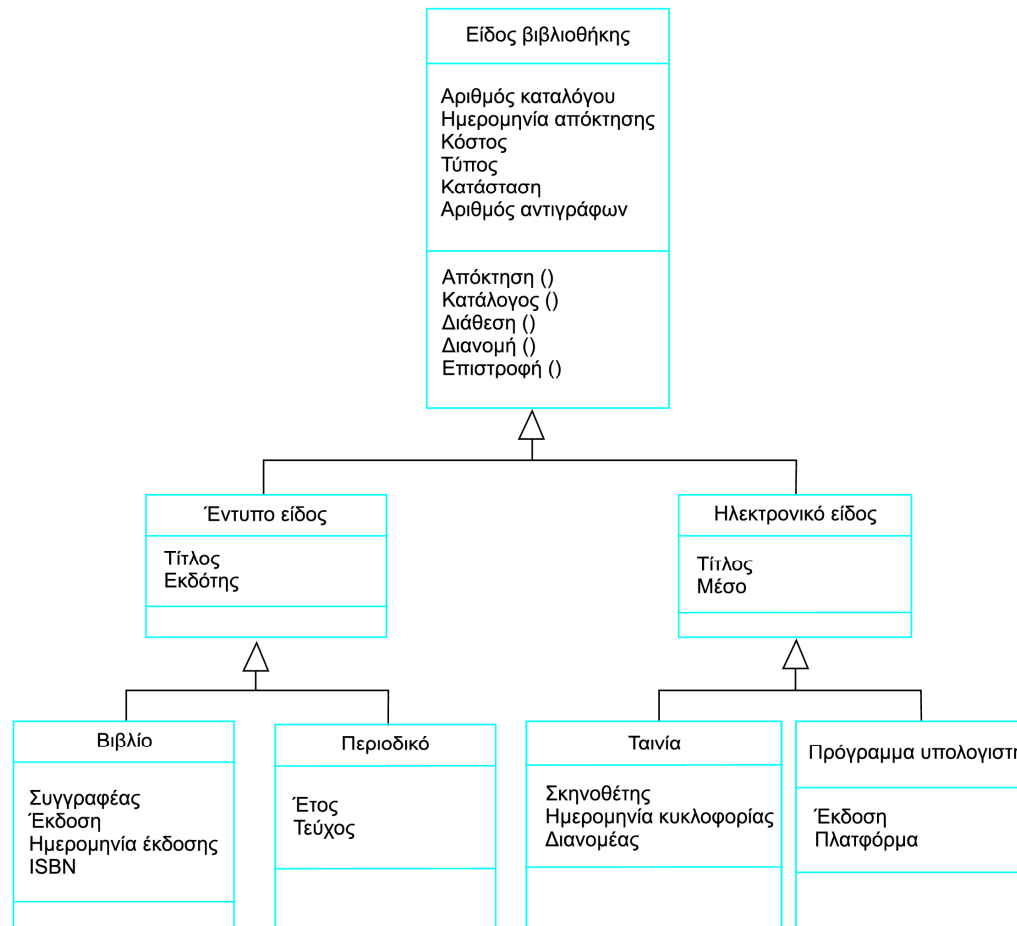 Είδος βιβλιοθήκης
Αριθμός καταλόγου
Ημερομηνία απόκτησης
Κόστος
Τύπος
Κατάσταση
Αριθμός αντιγράφων
Απόκτηση ()
Κατάλογος ()
Διάθεση ()
Διανομή ()
Επιστροφή ()
Έντυπο είδος
Τίτλος
Εκδότης
Ηλεκτρονικό είδος
Τίτλος
Μέσο
Βιβλίο
Συγγραφέας
Έκδοση
Ημερομηνία έκδοσης
ISBN
Περιοδικό
Έτος
Τεύχος
Ταινία
Σκηνοθέτης
Ημερομηνία κυκλοφορίας
Διανομέας
Πρόγραμμα
Έκδοση
Πλατφόρμα